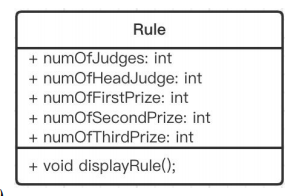 Rule
+ numOfJudges: int
+ numOfHeadJudge: int
+ numOfFirstPrize: int
+ numOfSecondPrize: int
+ numOfThirdPrize: int
+ void displayRule();